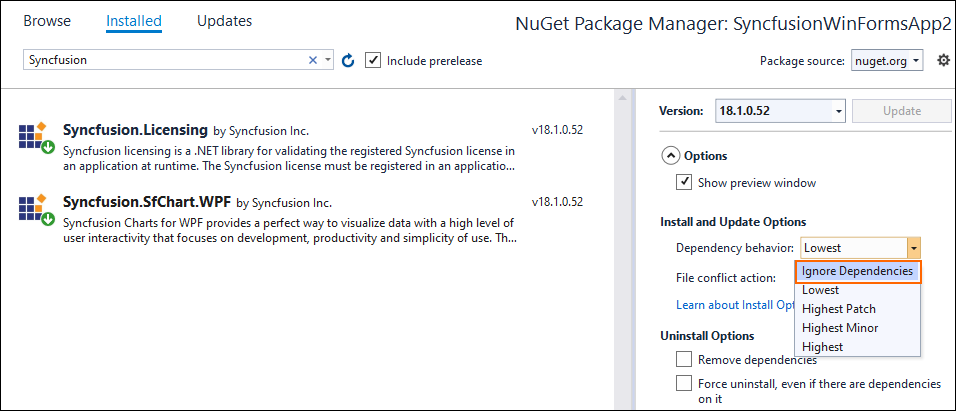 Browse Installed Updates
NuGet Package Manager: SyncfusionWinFormsApp2
Syncfusion
Include prerelease
Package source: nuget.org
Syncfusion.Licensing by Syncfusion Inc. v18.1.0.52
Syncfusion licensing is a .NET library for validating the registered Syncfusion license in
an application at runtime. The Syncfusion license must be registered in an applicatio...
Syncfusion.SfChart.WPF by Syncfusion Inc. v18.1.0.52
Syncfusion Charts for WPF provides a perfect way to visualize data with a high level of
user interactivity that focuses on development, productivity and simplicity of use. Th...
Version: 18.1.0.52 Update
Options
Show preview window
Install and Update Options
Dependency behavior: Lowest
Ignore Dependencies
Lowest
Highest Patch
Highest Minor
Highest
File conflict action:
Learn about Install Opt
Uninstall Options
Remove dependencies
Force uninstall, even if there are dependencies
on it